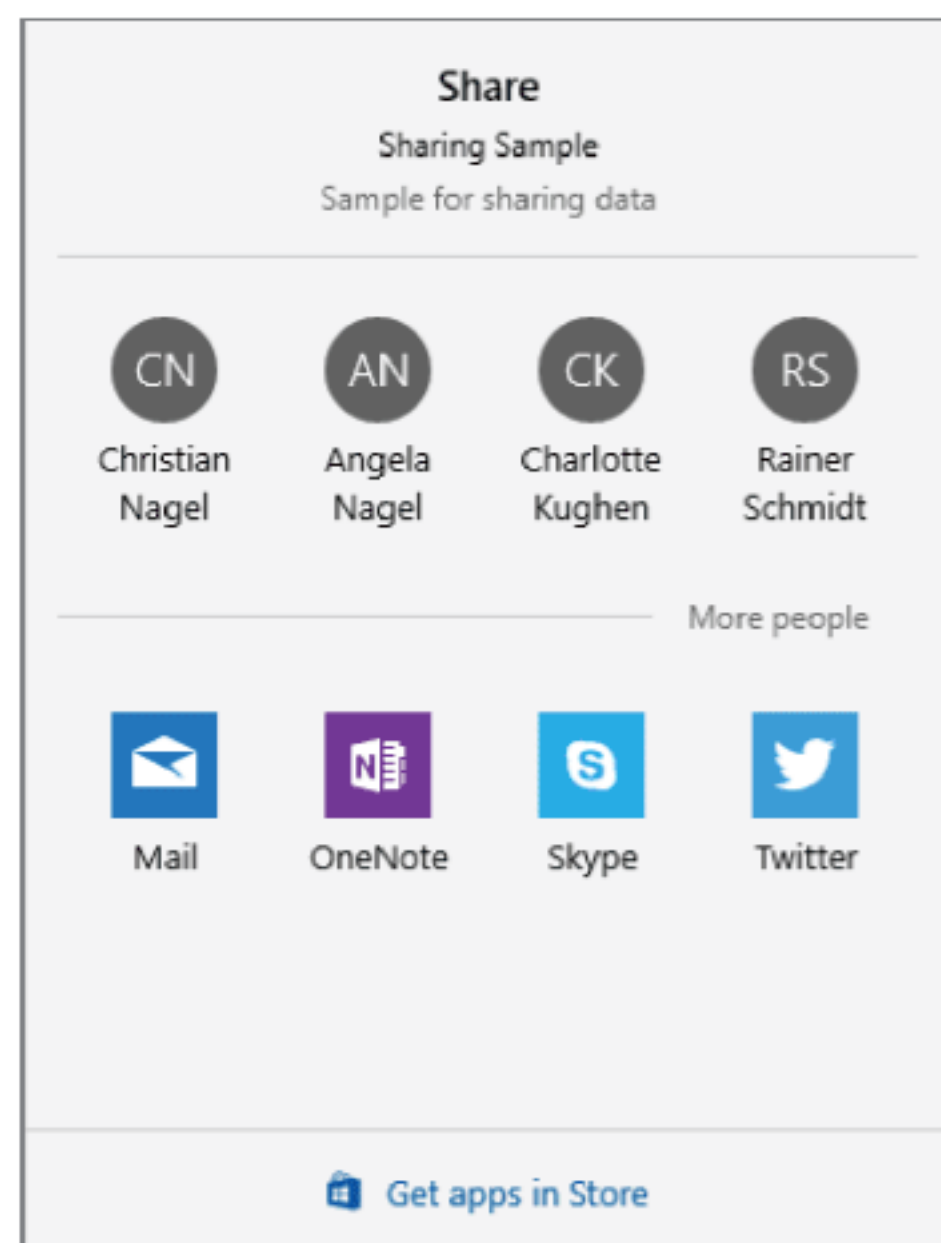 Share
Sharing Sample
Sample for sharing data
CN AN CK RS
Christian Angela Charlotte Rainer
Nagel Nagel Kughen Schmidt
More people
N S
Mail OneNote Skype Twitter
Get apps in Store